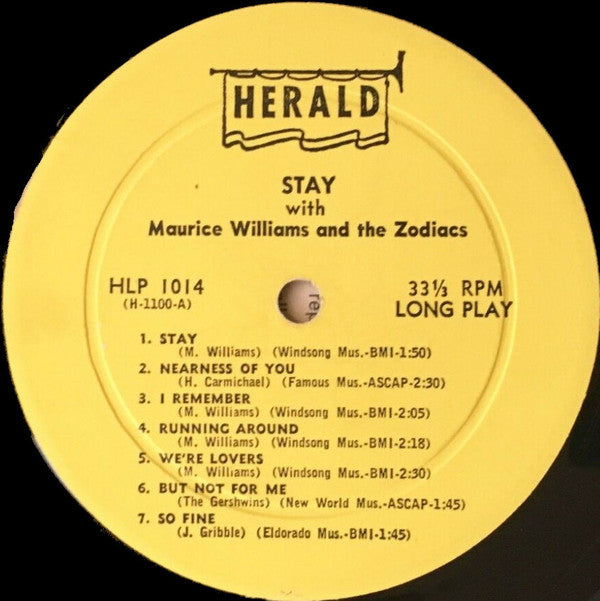 HERALD
STAY
with
Maurice Williams and the Zodiacs
HLP 1014
(H-1100-A)
33⅓ RPM
LONG PLAY
1. STAY
(M. Williams) (Windsong Mus.-BMI-1:50)
2. NEARNESS OF YOU
(H. Carmichael) (Famous Mus.-ASCAP-2:30)
3. I REMEMBER
(M. Williams) (Windsong Mus.-BMI-2:05)
4. RUNNING AROUND
(M. Williams) (Windsong Mus.-BMI-2:18)
5. WE'RE LOVERS
(M. Williams) (Windsong Mus.-BMI-2:30)
6. BUT NOT FOR ME
(The Gershwins) (New World Mus.-ASCAP-1:45)
7. SO FINE
(J. Gribble) (Eldorado Mus.-BMI-1:45)